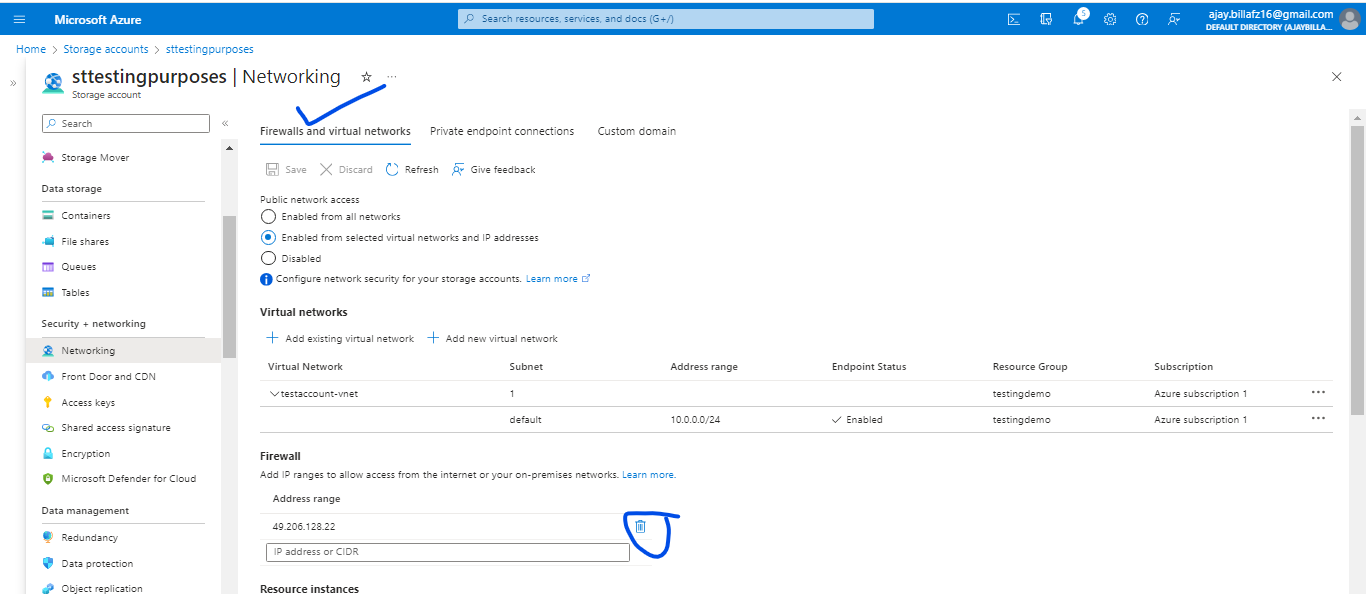 Microsoft Azure
Search resources, services, and docs (G+/)
5
ajay.billafz16@gmail.com
DEFAULT DIRECTORY (AJAYBILLA...
Home > Storage accounts > sttestingpurposes
sttestingpurposes | Networking
Storage account
Search
Storage Mover
Data storage
Containers
File shares
Queues
Tables
Security + networking
Networking
Front Door and CDN
Access keys
Shared access signature
Encryption
Microsoft Defender for Cloud
Data management
Redundancy
Data protection
Object replication
Firewalls and virtual networks Private endpoint connections Custom domain
Save Discard Refresh Give feedback
Public network access
Enabled from all networks
Enabled from selected virtual networks and IP addresses
Disabled
Configure network security for your storage accounts. Learn more
Virtual networks
+ Add existing virtual network + Add new virtual network
Virtual Network Subnet Address range Endpoint Status Resource Group Subscription
testaccount-vnet 1 testingdemo Azure subscription 1 ...
default 10.0.0.0/24 Enabled testingdemo Azure subscription 1 ...
Firewall
Add IP ranges to allow access from the internet or your on-premises networks. Learn more.
Address range
49.206.128.22
IP address or CIDR
Resource instances